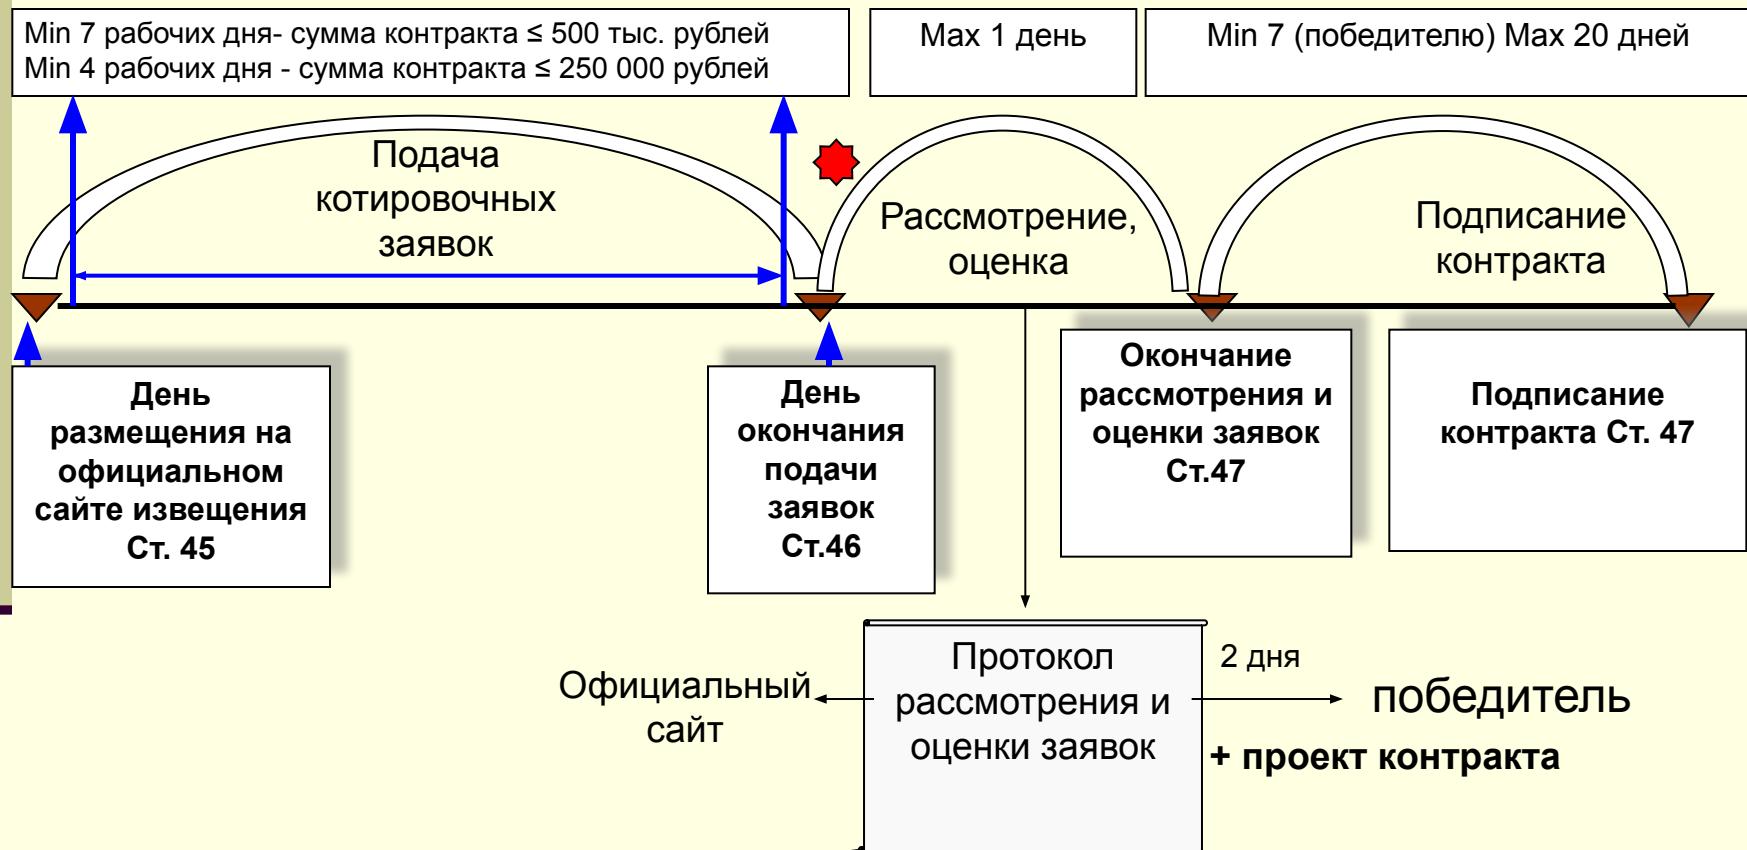 Min 7 рабочих дня- сумма контракта ≤ 500 тыс. рублей
Min 4 рабочих дня - сумма контракта ≤ 250 000 рублей
Max 1 день
Min 7 (победителю) Max 20 дней
Подача
котировочных
заявок
Рассмотрение,
оценка
Подписание
контракта
День
размещения на
официальном
сайте извещения
Ст. 45
День
окончания
подачи
заявок
Ст.46
Окончание
рассмотрения и
оценки заявок
Ст.47
Подписание
контракта Ст. 47
Официальный
сайт
Протокол
рассмотрения и
оценки заявок
2 дня
победитель
+ проект контракта